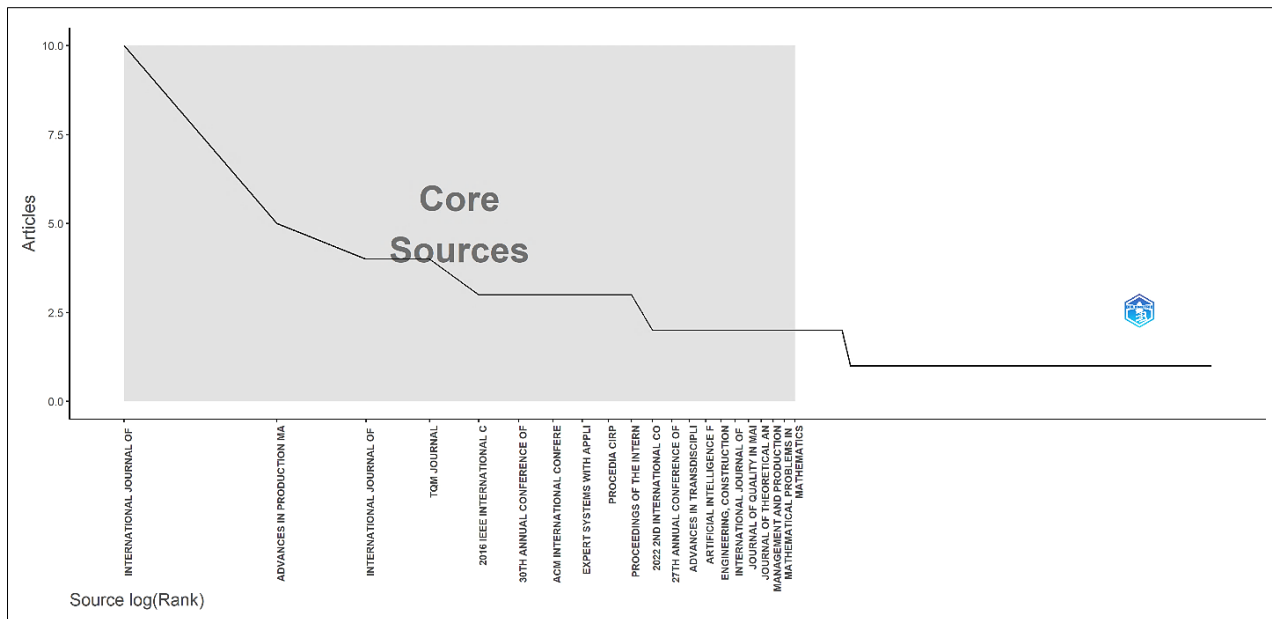 10.0
7.5
5.0
2.5
0.0
Articles
Core
Sources
INTERNATIONAL JOURNAL OF
ADVANCES IN PRODUCTION MA
INTERNATIONAL JOURNAL OF
TQM JOURNAL
2016 IEEE INTERNATIONAL C
30TH ANNUAL CONFERENCE OF
ACM INTERNATIONAL CONFERE
EXPERT SYSTEMS WITH APPLI
PROCEDIA CIRP
PROCEEDINGS OF THE INTERN
2022 2ND INTERNATIONAL CO
27TH ANNUAL CONFERENCE OF
ADVANCES IN TRANSDISCIPLI
ARTIFICIAL INTELLIGENCE F
ENGINEERING, CONSTRUCTION
INTERNATIONAL JOURNAL OF
JOURNAL OF QUALITY IN MAI
JOURNAL OF THEORETICAL AN
MANAGEMENT AND PRODUCTION
MATHEMATICAL PROBLEMS IN
MATHEMATICS
Source log(Rank)